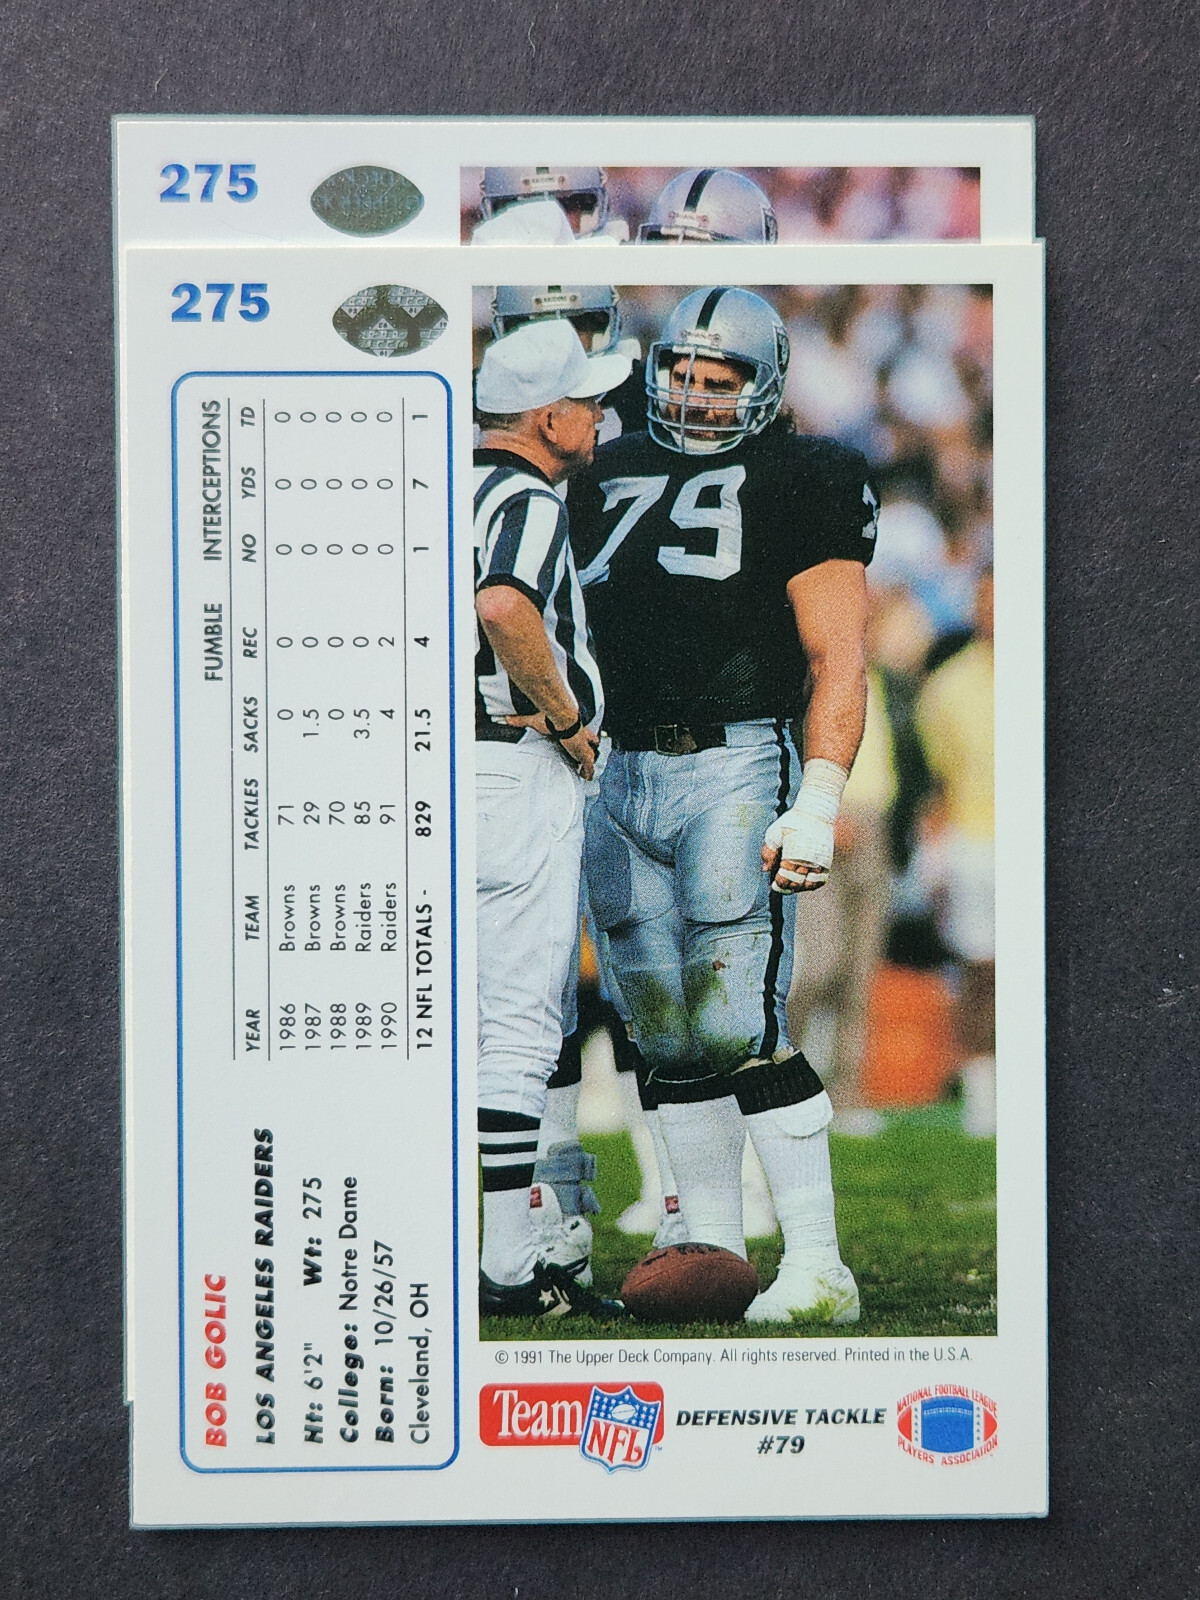 275
275
FUMBLE INTERCEPTIONS
YEAR TEAM TACKLES SACKS REC NO YDS TD
1986 Browns 71 0 0 0 0 0
1987 Browns 29 1.5 0 0 0 0
1988 Browns 70 0 0 0 0 0
1989 Raiders 85 3.5 0 0 0 0
1990 Raiders 91 4 2 0 0 0
12 NFL TOTALS - 829 21.5 4 1 7 1
BOB GOLIC
LOS ANGELES RAIDERS
Ht: 6'2" Wt: 275
College: Notre Dame
Born: 10/26/57
Cleveland, OH
RAIDERS
RAIDERS
79
© 1991 The Upper Deck Company. All rights reserved. Printed in the U.S.A.
Team NFL
TM
DEFENSIVE TACKLE
#79
NATIONAL FOOTBALL LEAGUE
PLAYERS ASSOCIATION